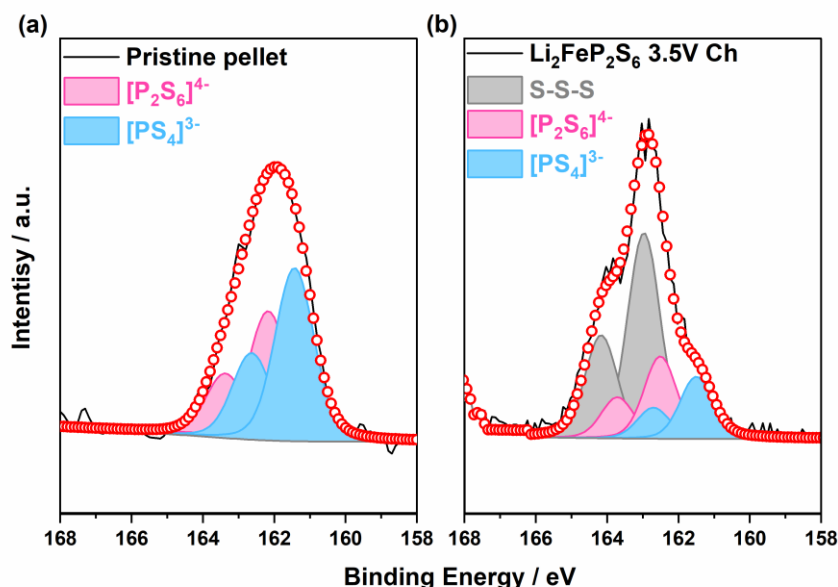 (a)
Pristine pellet
[P₂S₆]⁴⁻
[PS₄]³⁻
(b)
Li₂FeP₂S₆ 3.5V Ch
S-S-S
[P₂S₆]⁴⁻
[PS₄]³⁻
Intentisy / a.u.
168 166 164 162 160 158
168 166 164 162 160 158
Binding Energy / eV